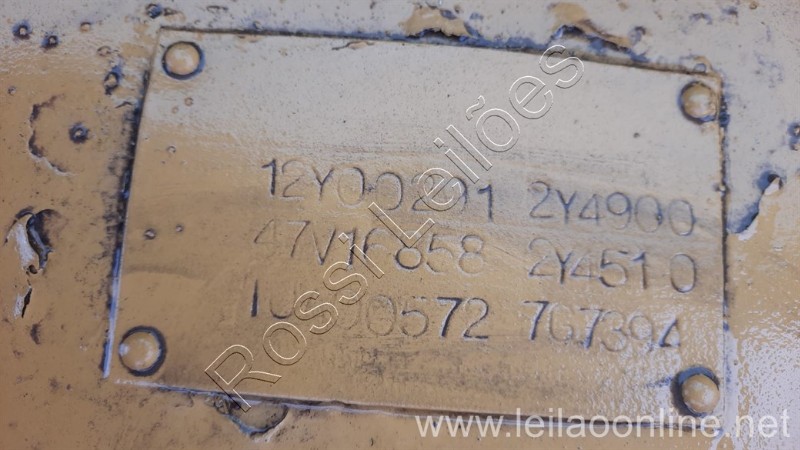 12Y00291 2Y4900
47V16858 2Y4510
7G7394
Rossi Leilões
www.leilaoonline.net